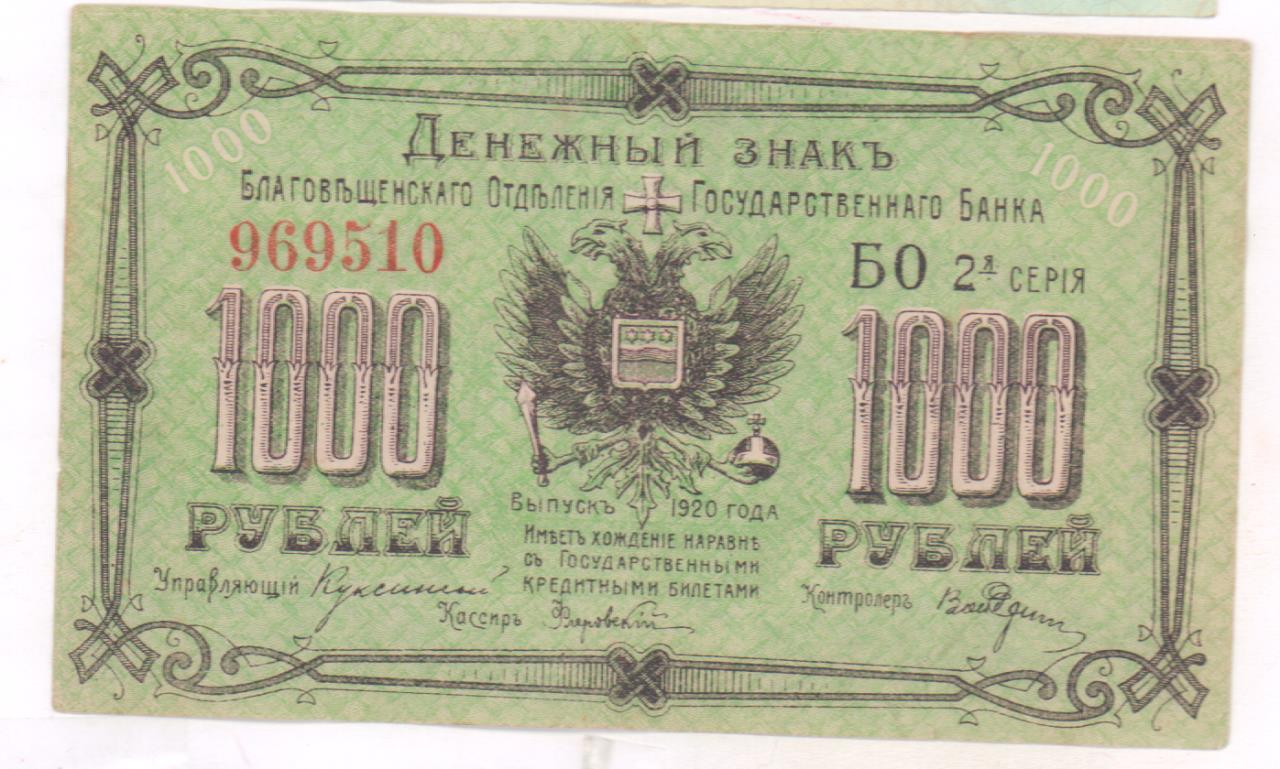 1000
1000
Денежный знакъ
Благовѣщенскаго Отдѣленія Государственнаго Банка
969510
БО 2я серія
1000
1000
рублей
рублей
Выпускъ 1920 года
Имѣетъ хожденіе наравнѣ
съ Государственными
кредитными билетами
Управляющій
Кассиръ
Контролеръ